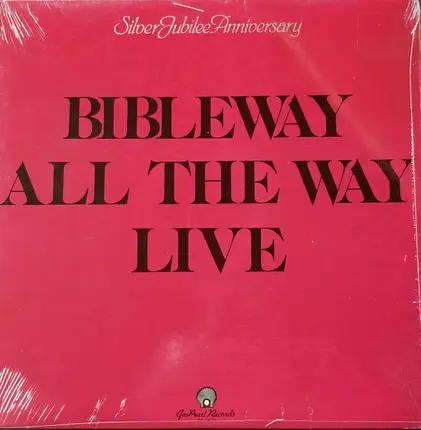 Silver Jubilee Anniversary
BIBLEWAY
ALL THE WAY
LIVE
GosPearl Records